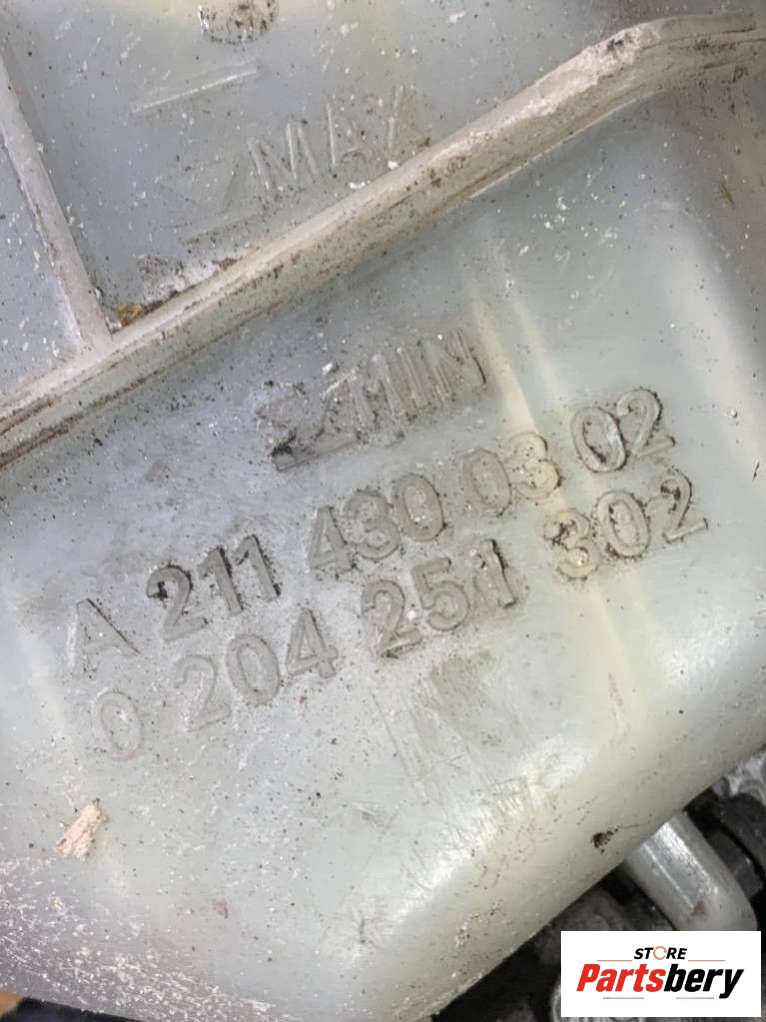 MAX
MIN
A 211 430 03 02
0 204 251 302
STORE
Partsbery